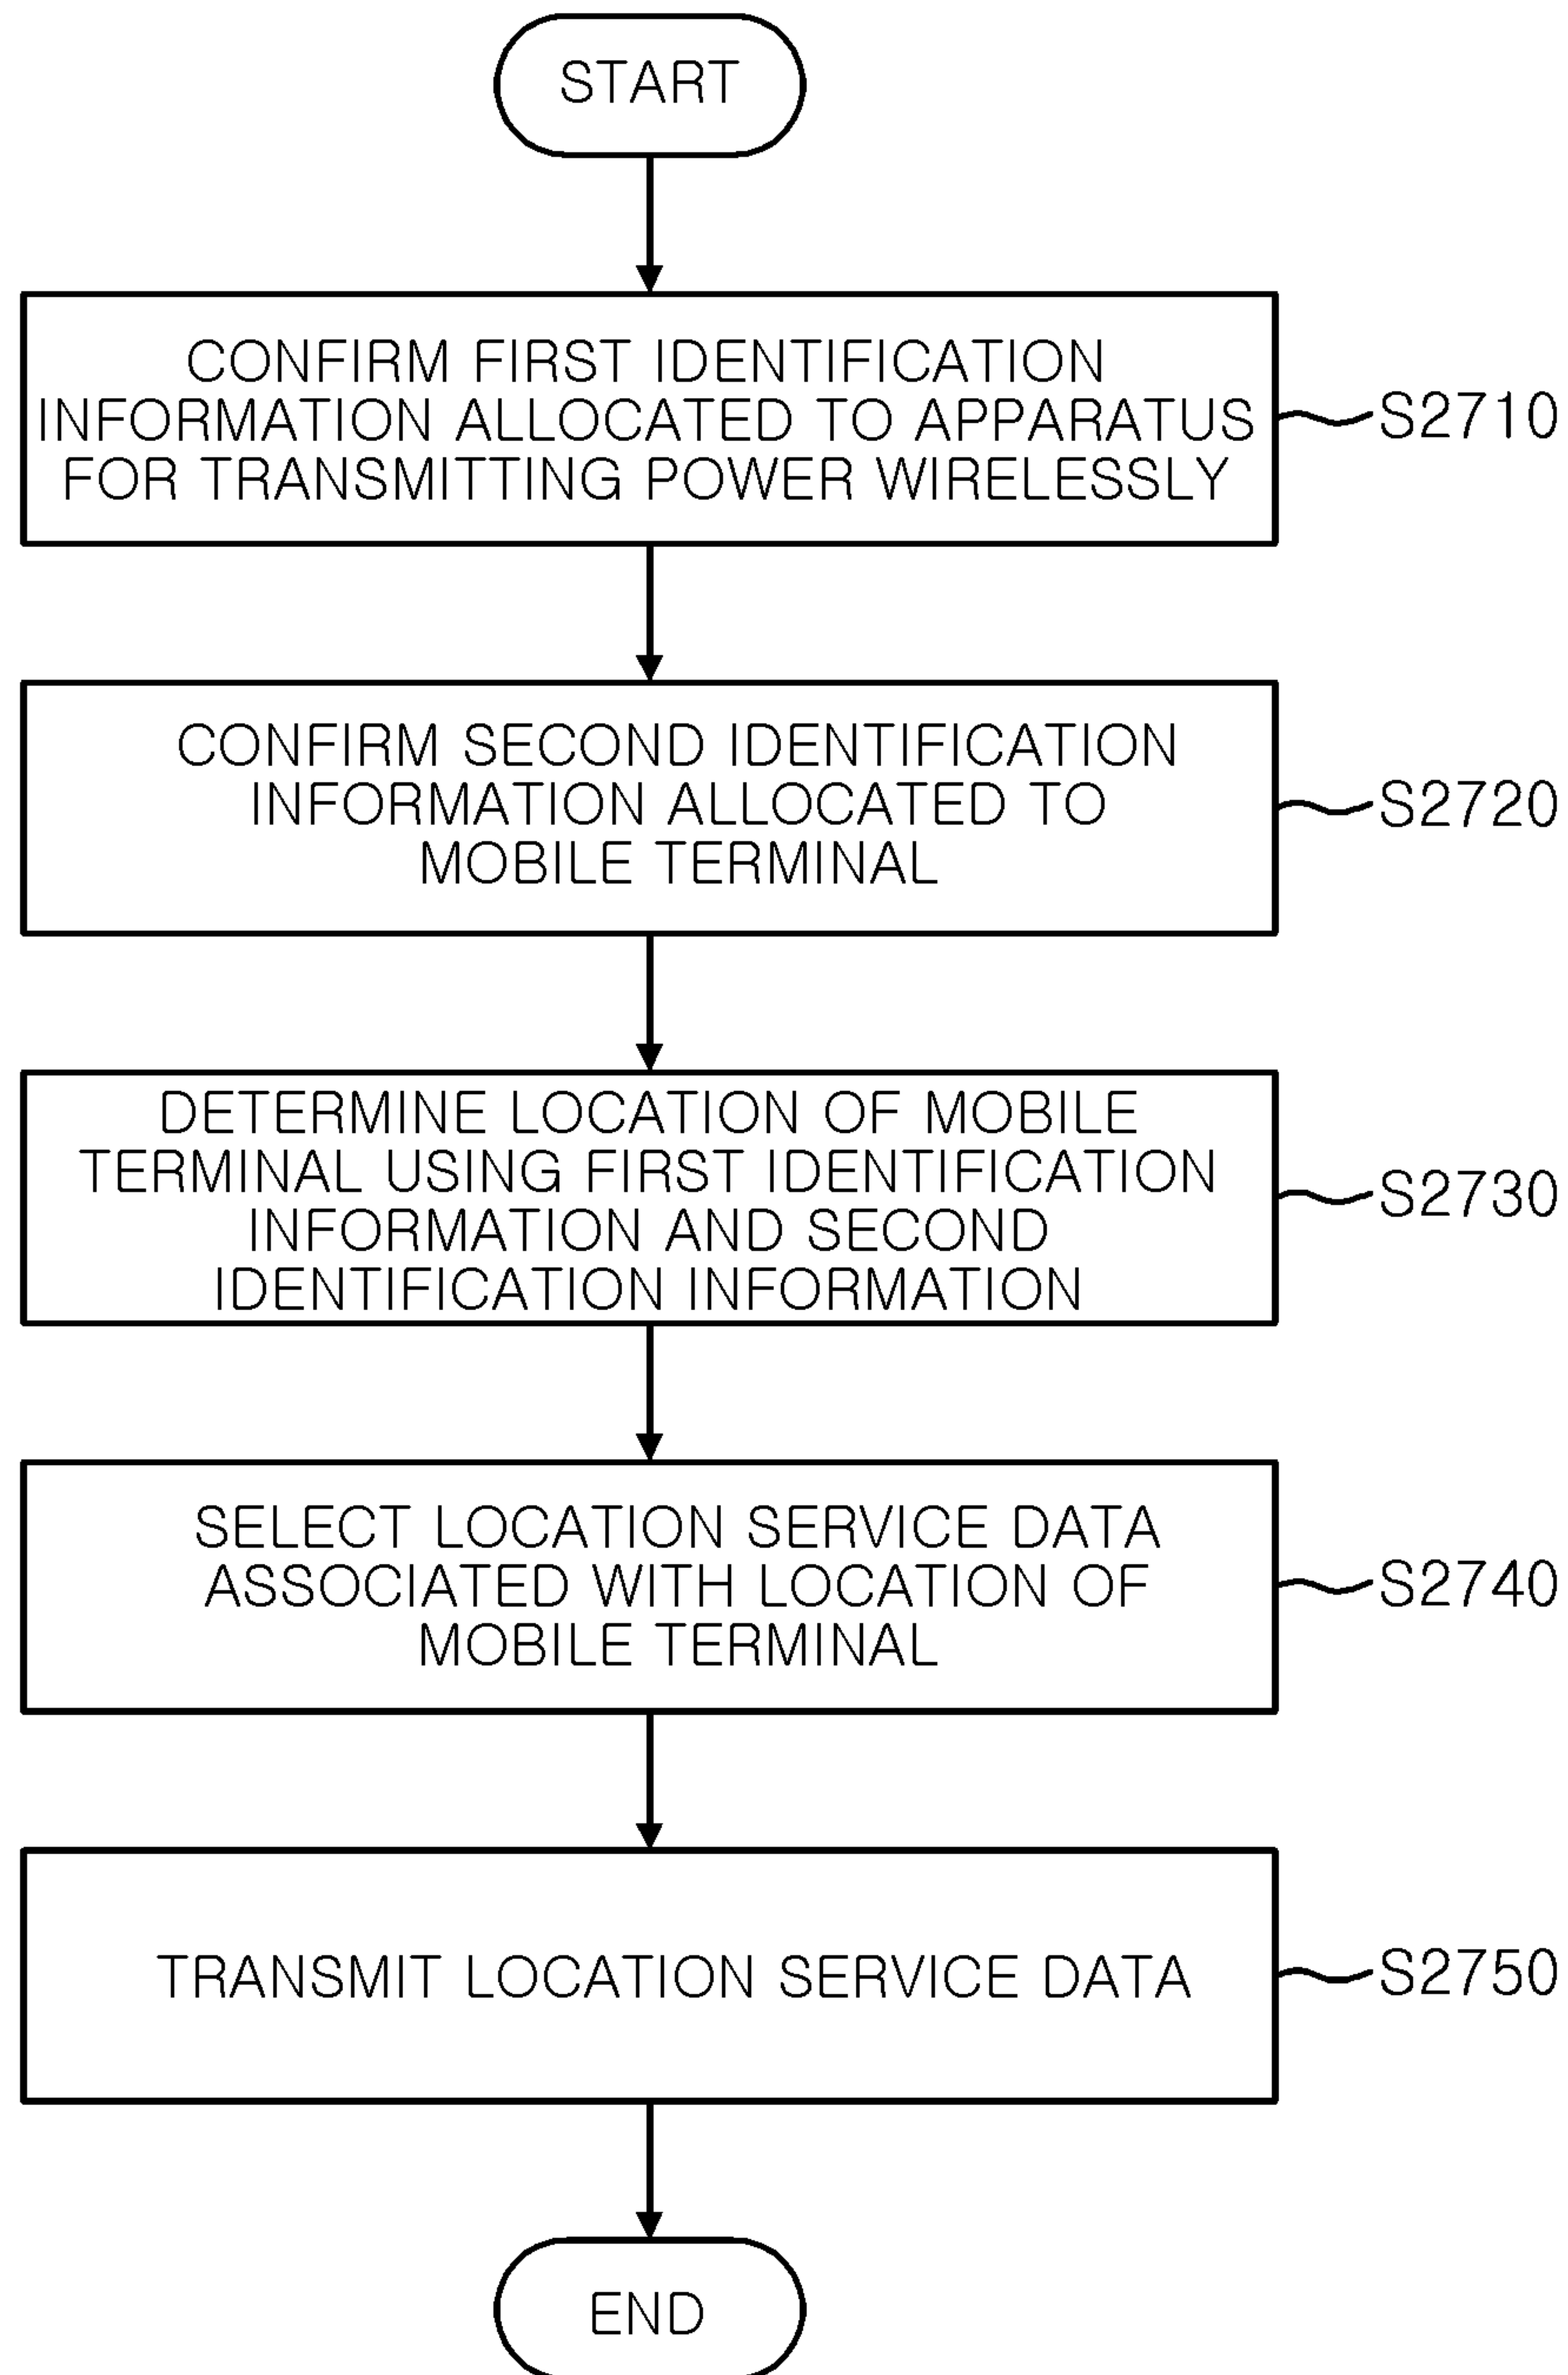 START
CONFIRM FIRST IDENTIFICATION
INFORMATION ALLOCATED TO APPARATUS
FOR TRANSMITTING POWER WIRELESSLY
S2710
CONFIRM SECOND IDENTIFICATION
INFORMATION ALLOCATED TO
MOBILE TERMINAL
S2720
DETERMINE LOCATION OF MOBILE
TERMINAL USING FIRST IDENTIFICATION
INFORMATION AND SECOND
IDENTIFICATION INFORMATION
S2730
SELECT LOCATION SERVICE DATA
ASSOCIATED WITH LOCATION OF
MOBILE TERMINAL
S2740
TRANSMIT LOCATION SERVICE DATA
S2750
END